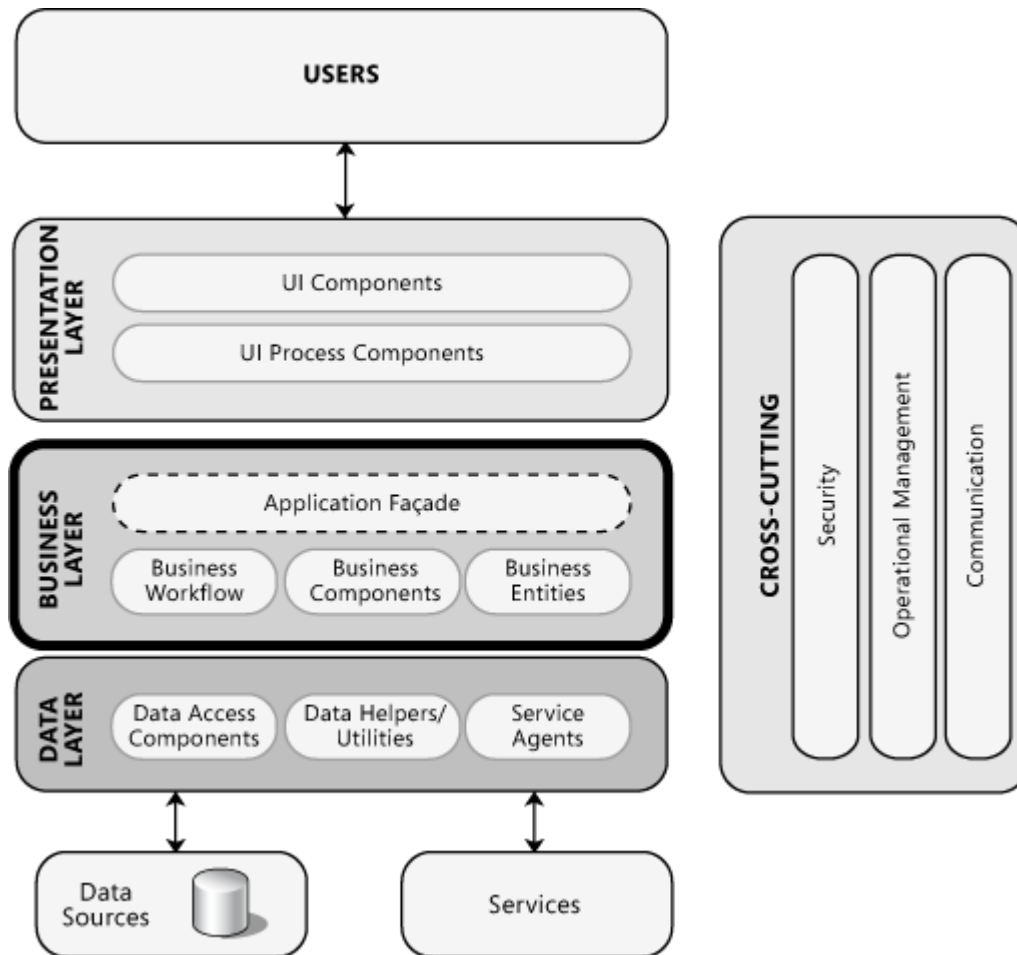 USERS
PRESENTATION
LAYER
UI Components
UI Process Components
BUSINESS
LAYER
Application Façade
Business
Workflow
Business
Components
Business
Entities
DATA
LAYER
Data Access
Components
Data Helpers/
Utilities
Service
Agents
Data
Sources
Services
CROSS-CUTTING
Security
Operational Management
Communication